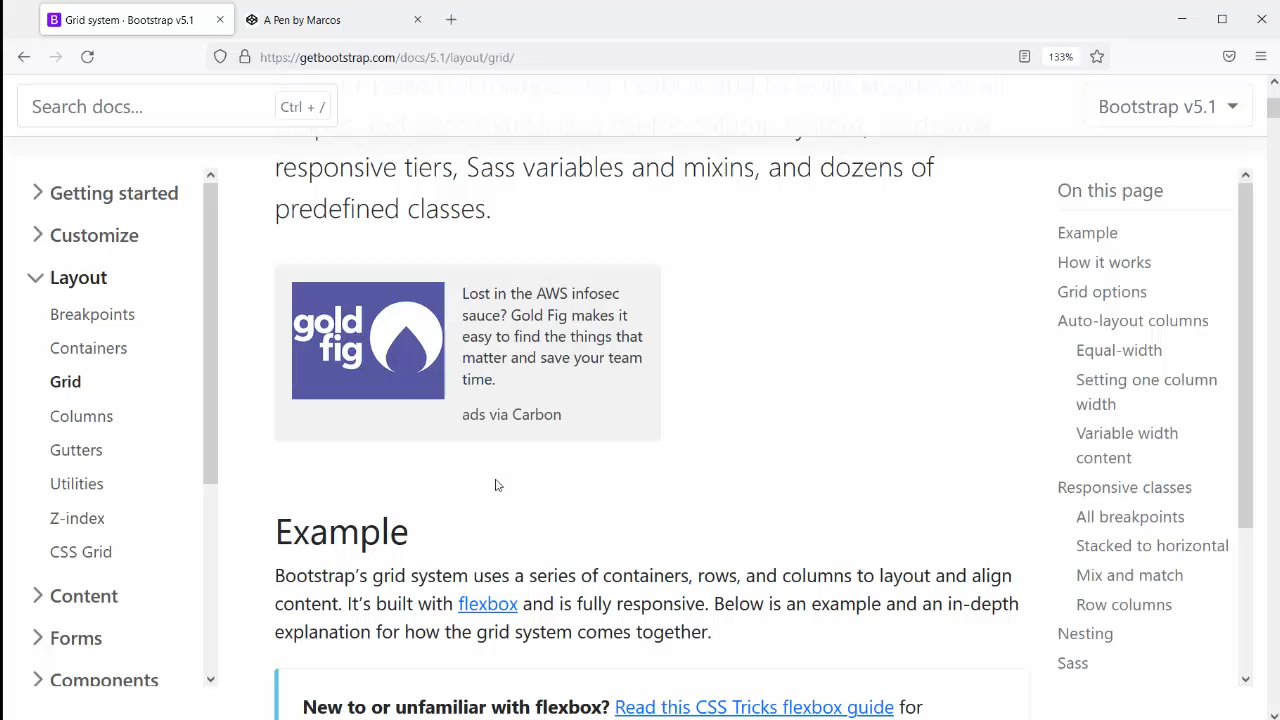 Grid system · Bootstrap v5.1
A Pen by Marcos
https://getbootstrap.com/docs/5.1/layout/grid/
133%
Search docs...
Ctrl + /
Bootstrap v5.1
Getting started
Customize
Layout
Breakpoints
Containers
Grid
Columns
Gutters
Utilities
Z-index
CSS Grid
Content
Forms
Components
responsive tiers, Sass variables and mixins, and dozens of
predefined classes.
gold
fig
Lost in the AWS infosec
sauce? Gold Fig makes it
easy to find the things that
matter and save your team
time.
ads via Carbon
Example
Bootstrap’s grid system uses a series of containers, rows, and columns to layout and align
content. It’s built with flexbox and is fully responsive. Below is an example and an in-depth
explanation for how the grid system comes together.
New to or unfamiliar with flexbox? Read this CSS Tricks flexbox guide for
On this page
Example
How it works
Grid options
Auto-layout columns
Equal-width
Setting one column
width
Variable width
content
Responsive classes
All breakpoints
Stacked to horizontal
Mix and match
Row columns
Nesting
Sass